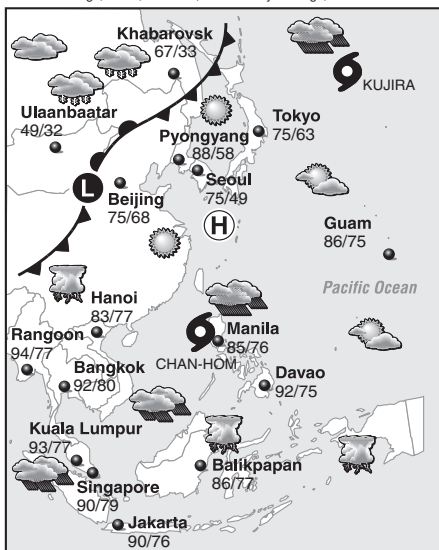 Khabarovsk
67/33
KUJIRA
Ulaanbaatar
49/32
Tokyo
75/63
Pyongyang
88/58
Seoul
75/49
L
Beijing
75/68
H
Guam
86/75
Pacific Ocean
Hanoi
83/77
Manila
85/76
Rangoon
94/77
CHAN-HOM
Bangkok
92/80
Davao
92/75
Kuala Lumpur
93/77
Balikpapan
86/77
Singapore
90/79
Jakarta
90/76